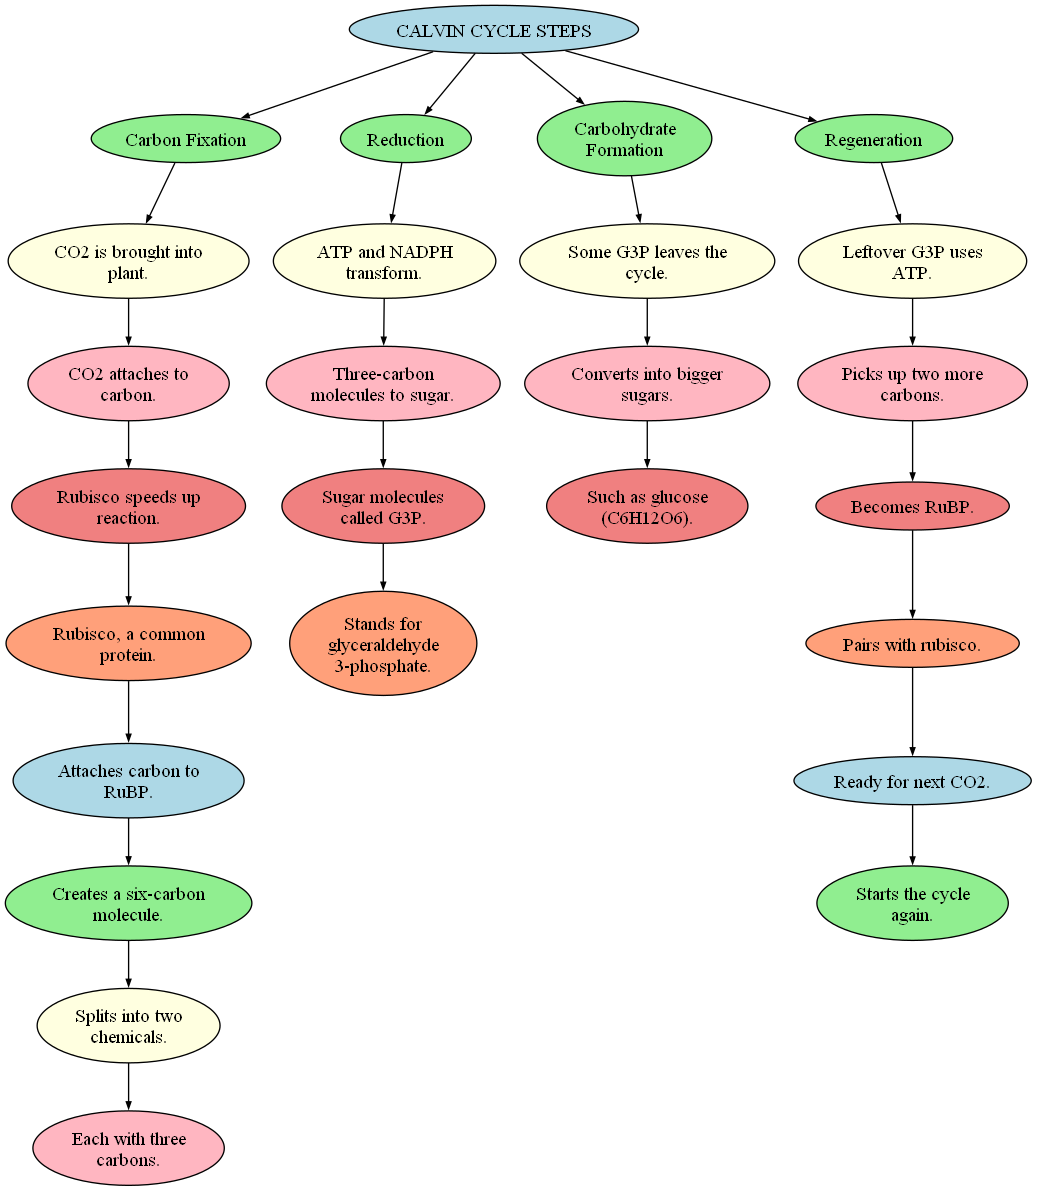 CALVIN CYCLE STEPS
Carbon Fixation
Reduction
Carbohydrate
Formation
Regeneration
CO2 is brought into
plant.
ATP and NADPH
transform.
Some G3P leaves the
cycle.
Leftover G3P uses
ATP.
CO2 attaches to
carbon.
Three-carbon
molecules to sugar.
Converts into bigger
sugars.
Picks up two more
carbons.
Rubisco speeds up
reaction.
Sugar molecules
called G3P.
Such as glucose
(C6H12O6).
Becomes RuBP.
Rubisco, a common
protein.
Stands for
glyceraldehyde
3-phosphate.
Pairs with rubisco.
Attaches carbon to
RuBP.
Ready for next CO2.
Creates a six-carbon
molecule.
Starts the cycle
again.
Splits into two
chemicals.
Each with three
carbons.